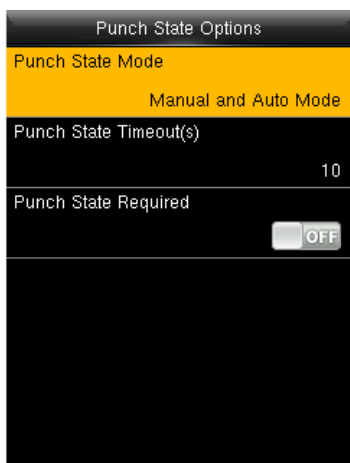 Punch State Options
Punch State Mode
Manual and Auto Mode
Punch State Timeout(s)
10
Punch State Required
OFF